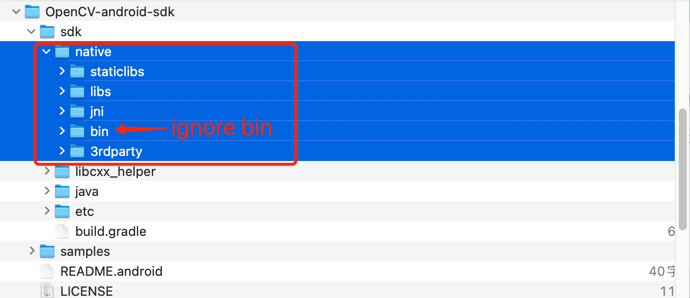 OpenCV-android-sdk
sdk
native
staticlibs
libs
jni
bin ignore bin
3rdparty
libcxx_helper
java
etc
build.gradle 6
samples
README.android 40字
LICENSE 11